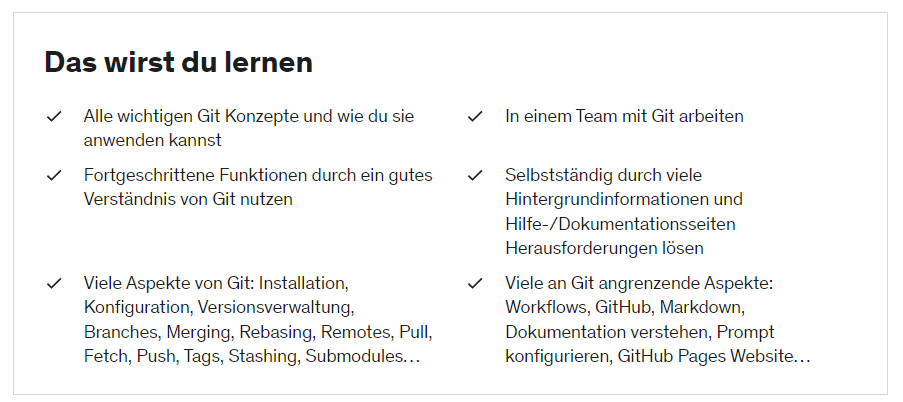 Das wirst du lernen
Alle wichtigen Git Konzepte und wie du sie
anwenden kannst
In einem Team mit Git arbeiten
Fortgeschrittene Funktionen durch ein gutes
Verständnis von Git nutzen
Selbstständig durch viele
Hintergrundinformationen und
Hilfe-/Dokumentationsseiten
Herausforderungen lösen
Viele Aspekte von Git: Installation,
Konfiguration, Versionsverwaltung,
Branches, Merging, Rebasing, Remotes, Pull,
Fetch, Push, Tags, Stashing, Submodules…
Viele an Git angrenzende Aspekte:
Workflows, GitHub, Markdown,
Dokumentation verstehen, Prompt
konfigurieren, GitHub Pages Website…